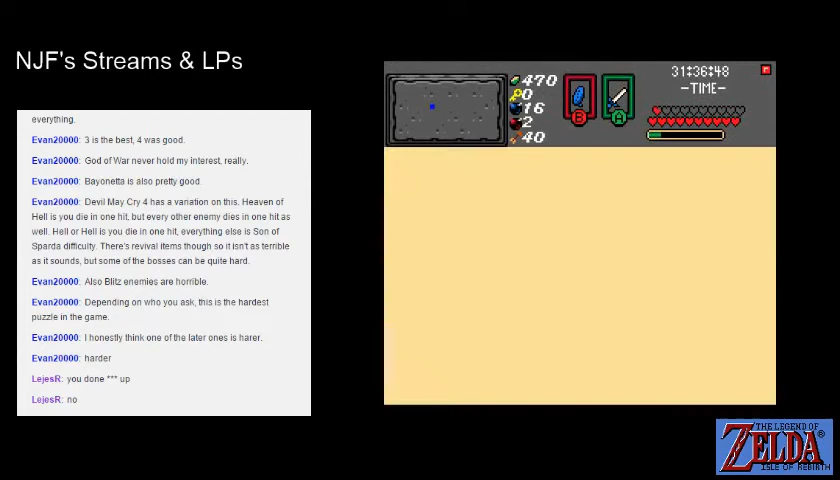 NJF's Streams & LPs
everything.
Evan20000: 3 is the best, 4 was good.
Evan20000: God of War never hold my interest, really.
Evan20000: Bayonetta is also pretty good.
Evan20000: Devil May Cry 4 has a variation on this. Heaven of
Hell is you die in one hit, but every other enemy dies in one hit as
well. Hell or Hell is you die in one hit, everything else is Son of
Sparda difficulty. There's revival items though so it isn't as terrible
as it sounds, but some of the bosses can be quite hard.
Evan20000: Also Blitz enemies are horrible.
Evan20000: Depending on who you ask, this is the hardest
puzzle in the game.
Evan20000: I honestly think one of the later ones is harer.
Evan20000: harder
LejesR: you done *** up
LejesR: no
470
0
16
2
40
B
A
31:36:48
-TIME-
THE LEGEND OF
ZELDA®
ISLE OF REBIRTH